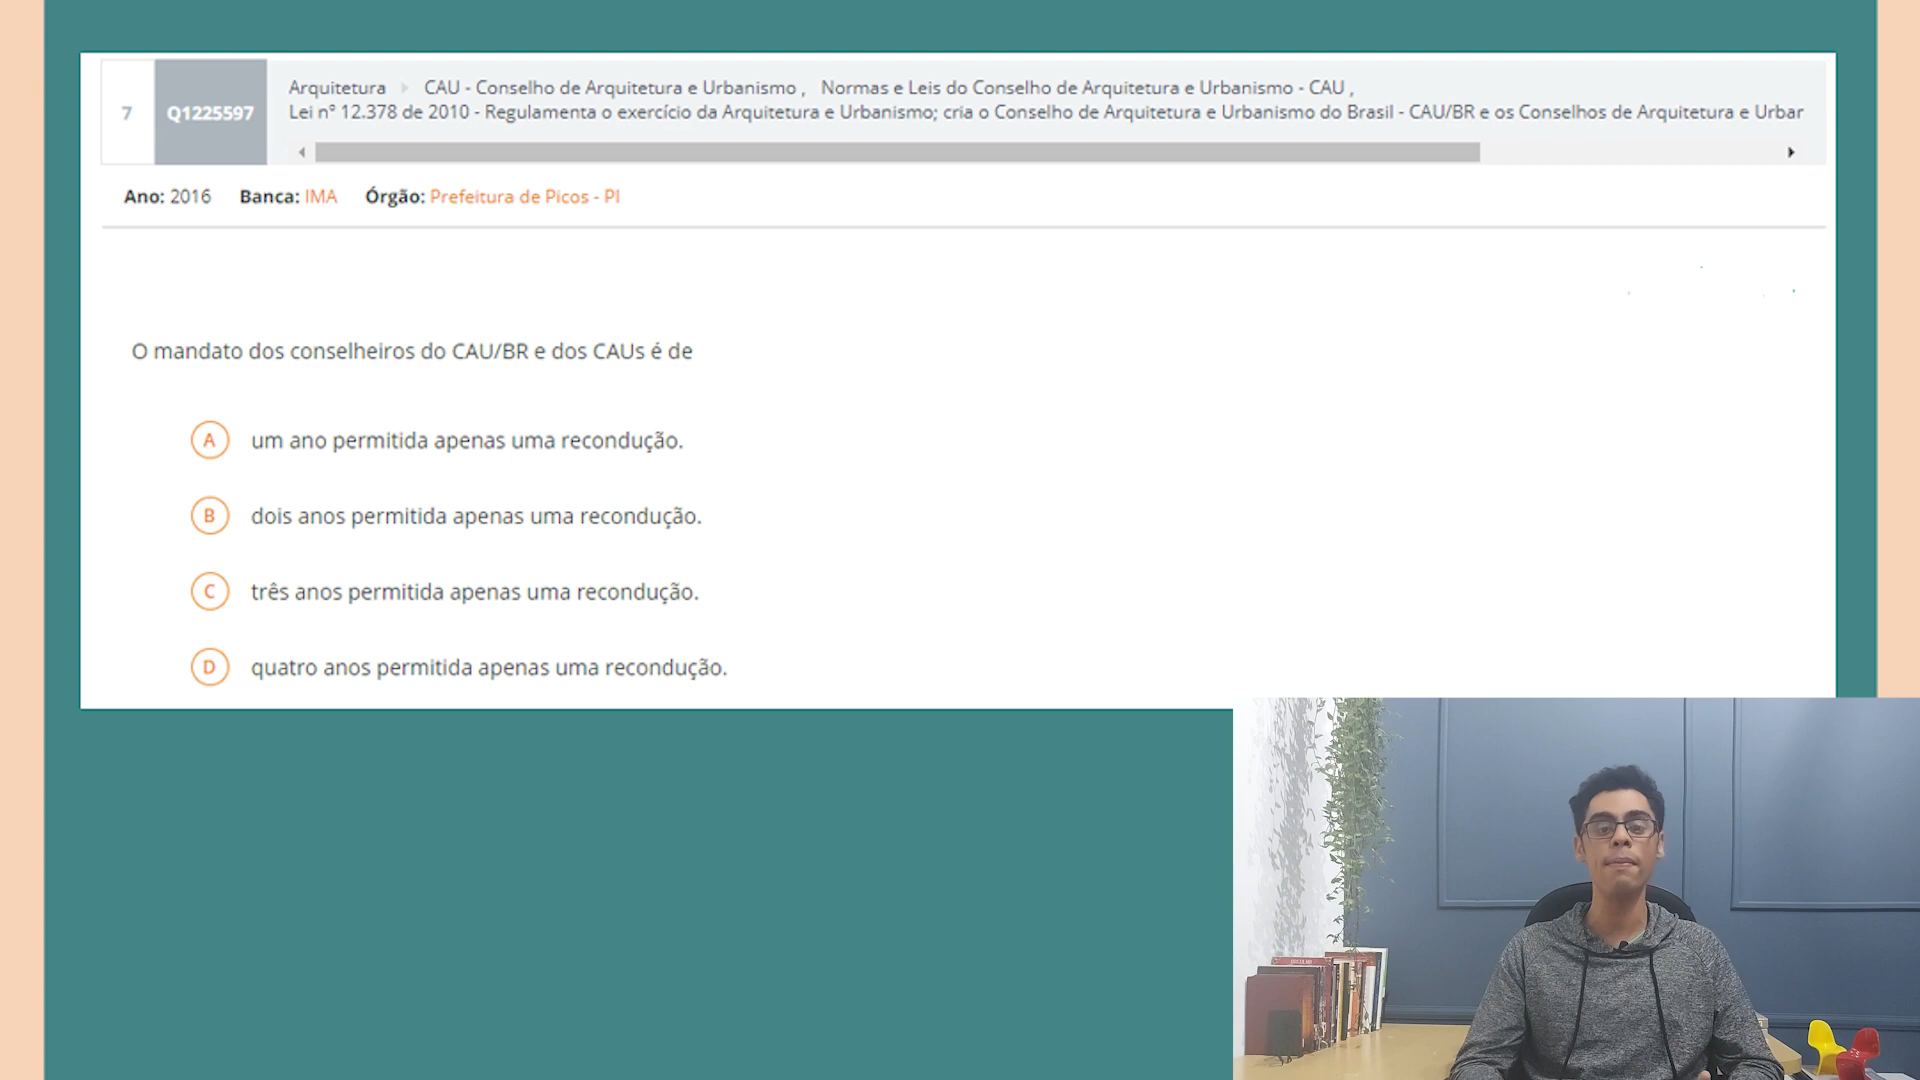 7
Q1225597
Arquitetura CAU - Conselho de Arquitetura e Urbanismo , Normas e Leis do Conselho de Arquitetura e Urbanismo - CAU ,
Lei nº 12.378 de 2010 - Regulamenta o exercício da Arquitetura e Urbanismo; cria o Conselho de Arquitetura e Urbanismo do Brasil - CAU/BR e os Conselhos de Arquitetura e Urbar
Ano: 2016 Banca: IMA Órgão: Prefeitura de Picos - PI
O mandato dos conselheiros do CAU/BR e dos CAUs é de
A um ano permitida apenas uma recondução.
B dois anos permitida apenas uma recondução.
C três anos permitida apenas uma recondução.
D quatro anos permitida apenas uma recondução.